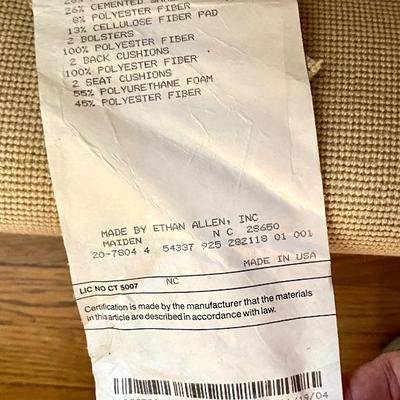 26% CEMENTED
8% POLYESTER FIBER
13% CELLULOSE FIBER PAD
2 BOLSTERS
100% POLYESTER FIBER
2 BACK CUSHIONS
100% POLYESTER FIBER
2 SEAT CUSHIONS
55% POLYURETHANE FOAM
45% POLYESTER FIBER
MADE BY ETHAN ALLEN, INC
MAIDEN N C 28650
20-7804 4 54337 925 282118 01 001
MADE IN USA
LIC NO CT 5007 NC
Certification is made by the manufacturer that the materials
in this article are described in accordance with law.